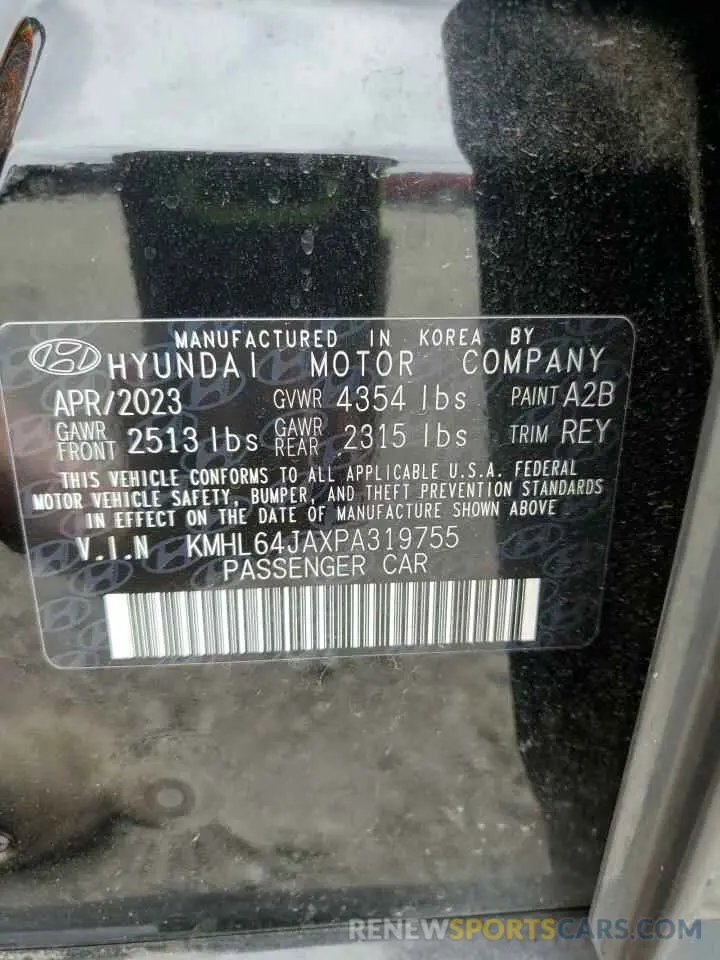 MANUFACTURED IN KOREA BY
HYUNDAI MOTOR COMPANY
APR/2023 GVWR 4354 lbs PAINT A2B
GAWR FRONT 2513 lbs GAWR REAR 2315 lbs TRIM REY
THIS VEHICLE CONFORMS TO ALL APPLICABLE U.S.A. FEDERAL
MOTOR VEHICLE SAFETY, BUMPER, AND THEFT PREVENTION STANDARDS
IN EFFECT ON THE DATE OF MANUFACTURE SHOWN ABOVE
V.I.N KMHL64JAXPA319755
PASSENGER CAR
RENEWSPORTSCARS.COM